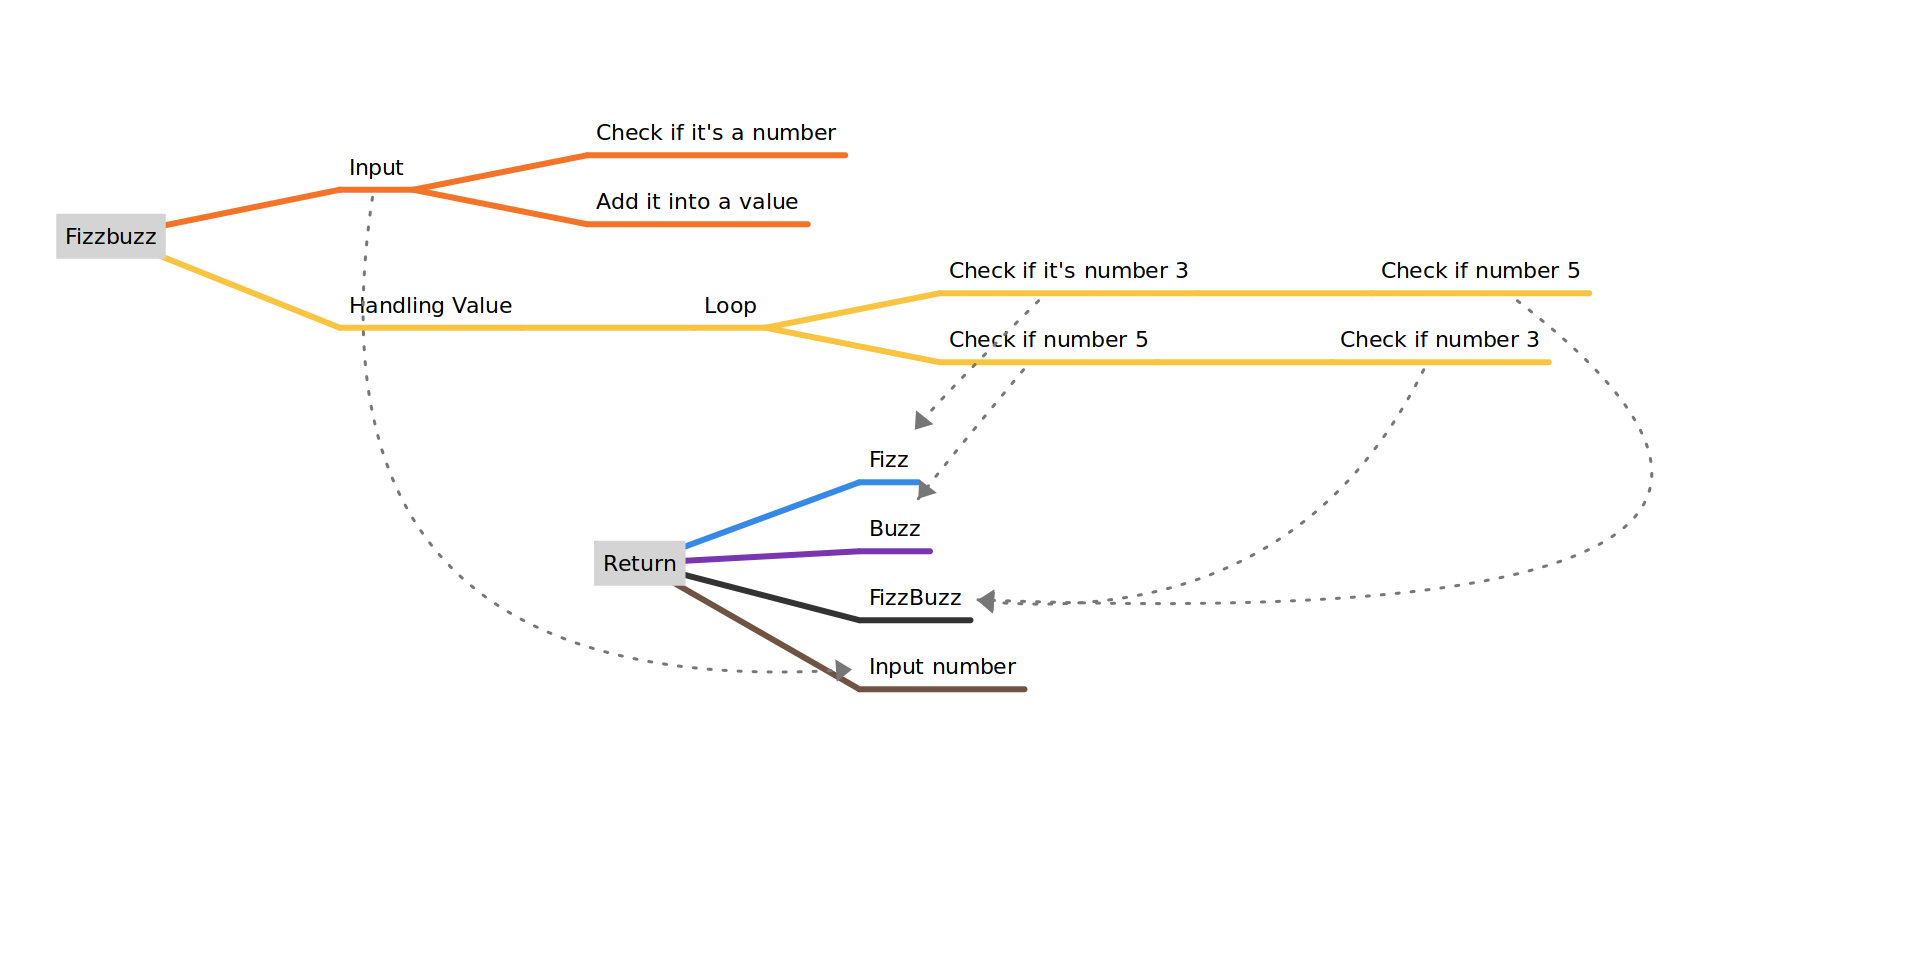 Check if it's a number
Input
Add it into a value
Fizzbuzz
Check if it's number 3
Check if number 5
Handling Value
Loop
Check if number 5
Check if number 3
Fizz
Buzz
Return
FizzBuzz
Input number